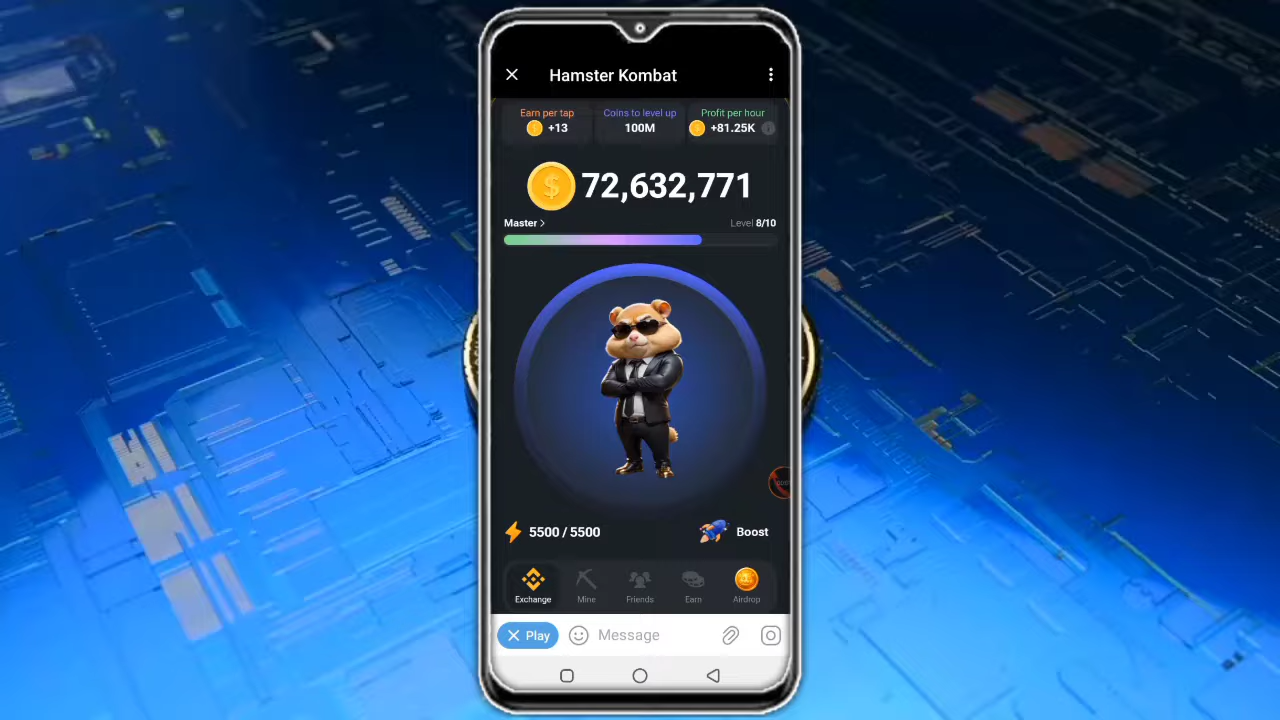 Hamster Kombat
Earn per tap
+13
Coins to level up
100M
Profit per hour
+81.25K
72,632,771
Master >
Level 8/10
5500 / 5500
Boost
Exchange
Mine
Friends
Earn
Airdrop
Play
Message